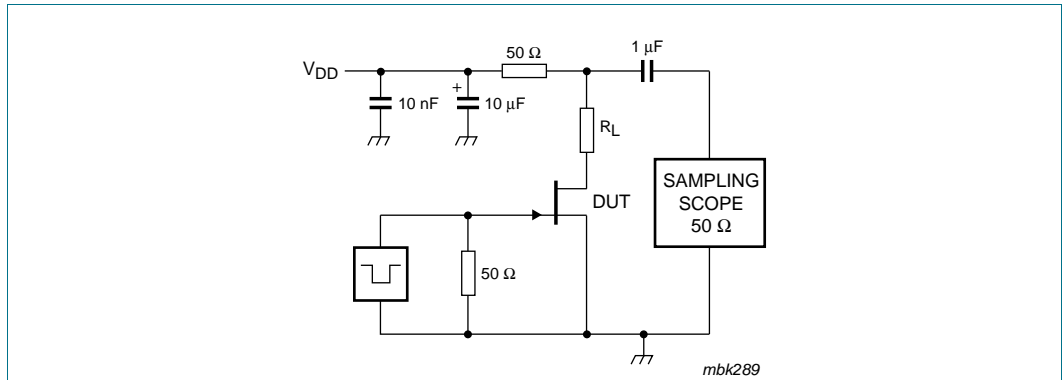 50 Ω
1 μF
VDD
+
10 nF
10 μF
RL
DUT
SAMPLING
SCOPE
50 Ω
50 Ω
mbk289